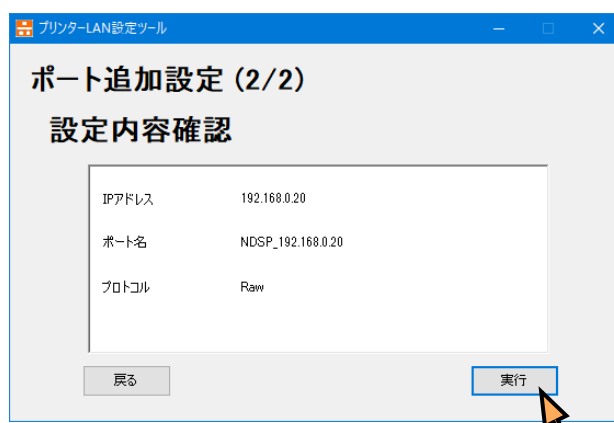 プリンターLAN設定ツール
ポート追加設定 (2/2)
設定内容確認
IPアドレス 192.168.0.20
ポート名 NDSP_192.168.0.20
プロトコル Raw
戻る 実行